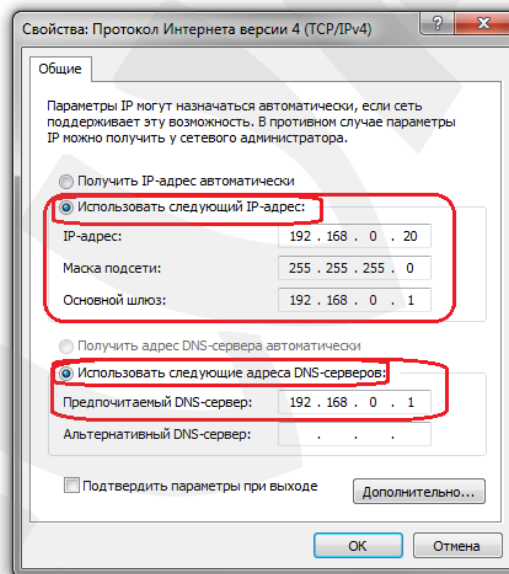 Свойства: Протокол Интернета версии 4 (TCP/IPv4)
Общие
Параметры IP могут назначаться автоматически, если сеть
поддерживает эту возможность. В противном случае параметры
IP можно получить у сетевого администратора.
Получить IP-адрес автоматически
Использовать следующий IP-адрес:
IP-адрес: 192 . 168 . 0 . 20
Маска подсети: 255 . 255 . 255 . 0
Основной шлюз: 192 . 168 . 0 . 1
Получить адрес DNS-сервера автоматически
Использовать следующие адреса DNS-серверов:
Предпочитаемый DNS-сервер: 192 . 168 . 0 . 1
Альтернативный DNS-сервер: . . .
Подтвердить параметры при выходе
Дополнительно...
ОК Отмена